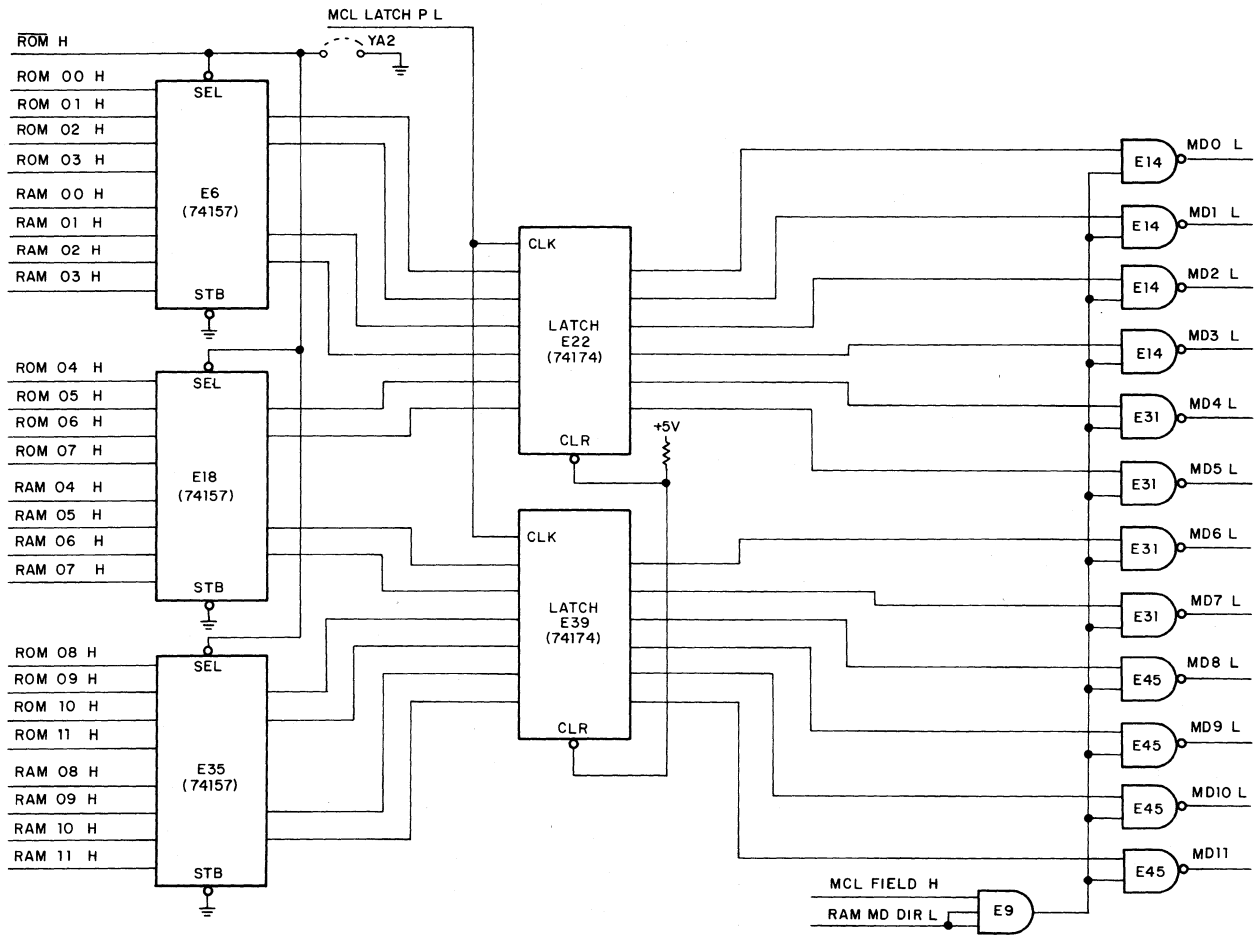 MCL LATCH P L
ROM H
YA2
ROM 00 H
ROM 01 H
ROM 02 H
ROM 03 H
RAM 00 H
RAM 01 H
RAM 02 H
RAM 03 H
SEL
E6
(74157)
STB
ROM 04 H
ROM 05 H
ROM 06 H
ROM 07 H
RAM 04 H
RAM 05 H
RAM 06 H
RAM 07 H
SEL
E18
(74157)
STB
ROM 08 H
ROM 09 H
ROM 10 H
ROM 11 H
RAM 08 H
RAM 09 H
RAM 10 H
RAM 11 H
SEL
E35
(74157)
STB
CLK
LATCH
E22
(74174)
CLR
+5V
CLK
LATCH
E39
(74174)
CLR
E14
MD0 L
E14
MD1 L
E14
MD2 L
E14
MD3 L
E31
MD4 L
E31
MD5 L
E31
MD6 L
E31
MD7 L
E45
MD8 L
E45
MD9 L
E45
MD10 L
E45
MD11
MCL FIELD H
RAM MD DIR L
E9